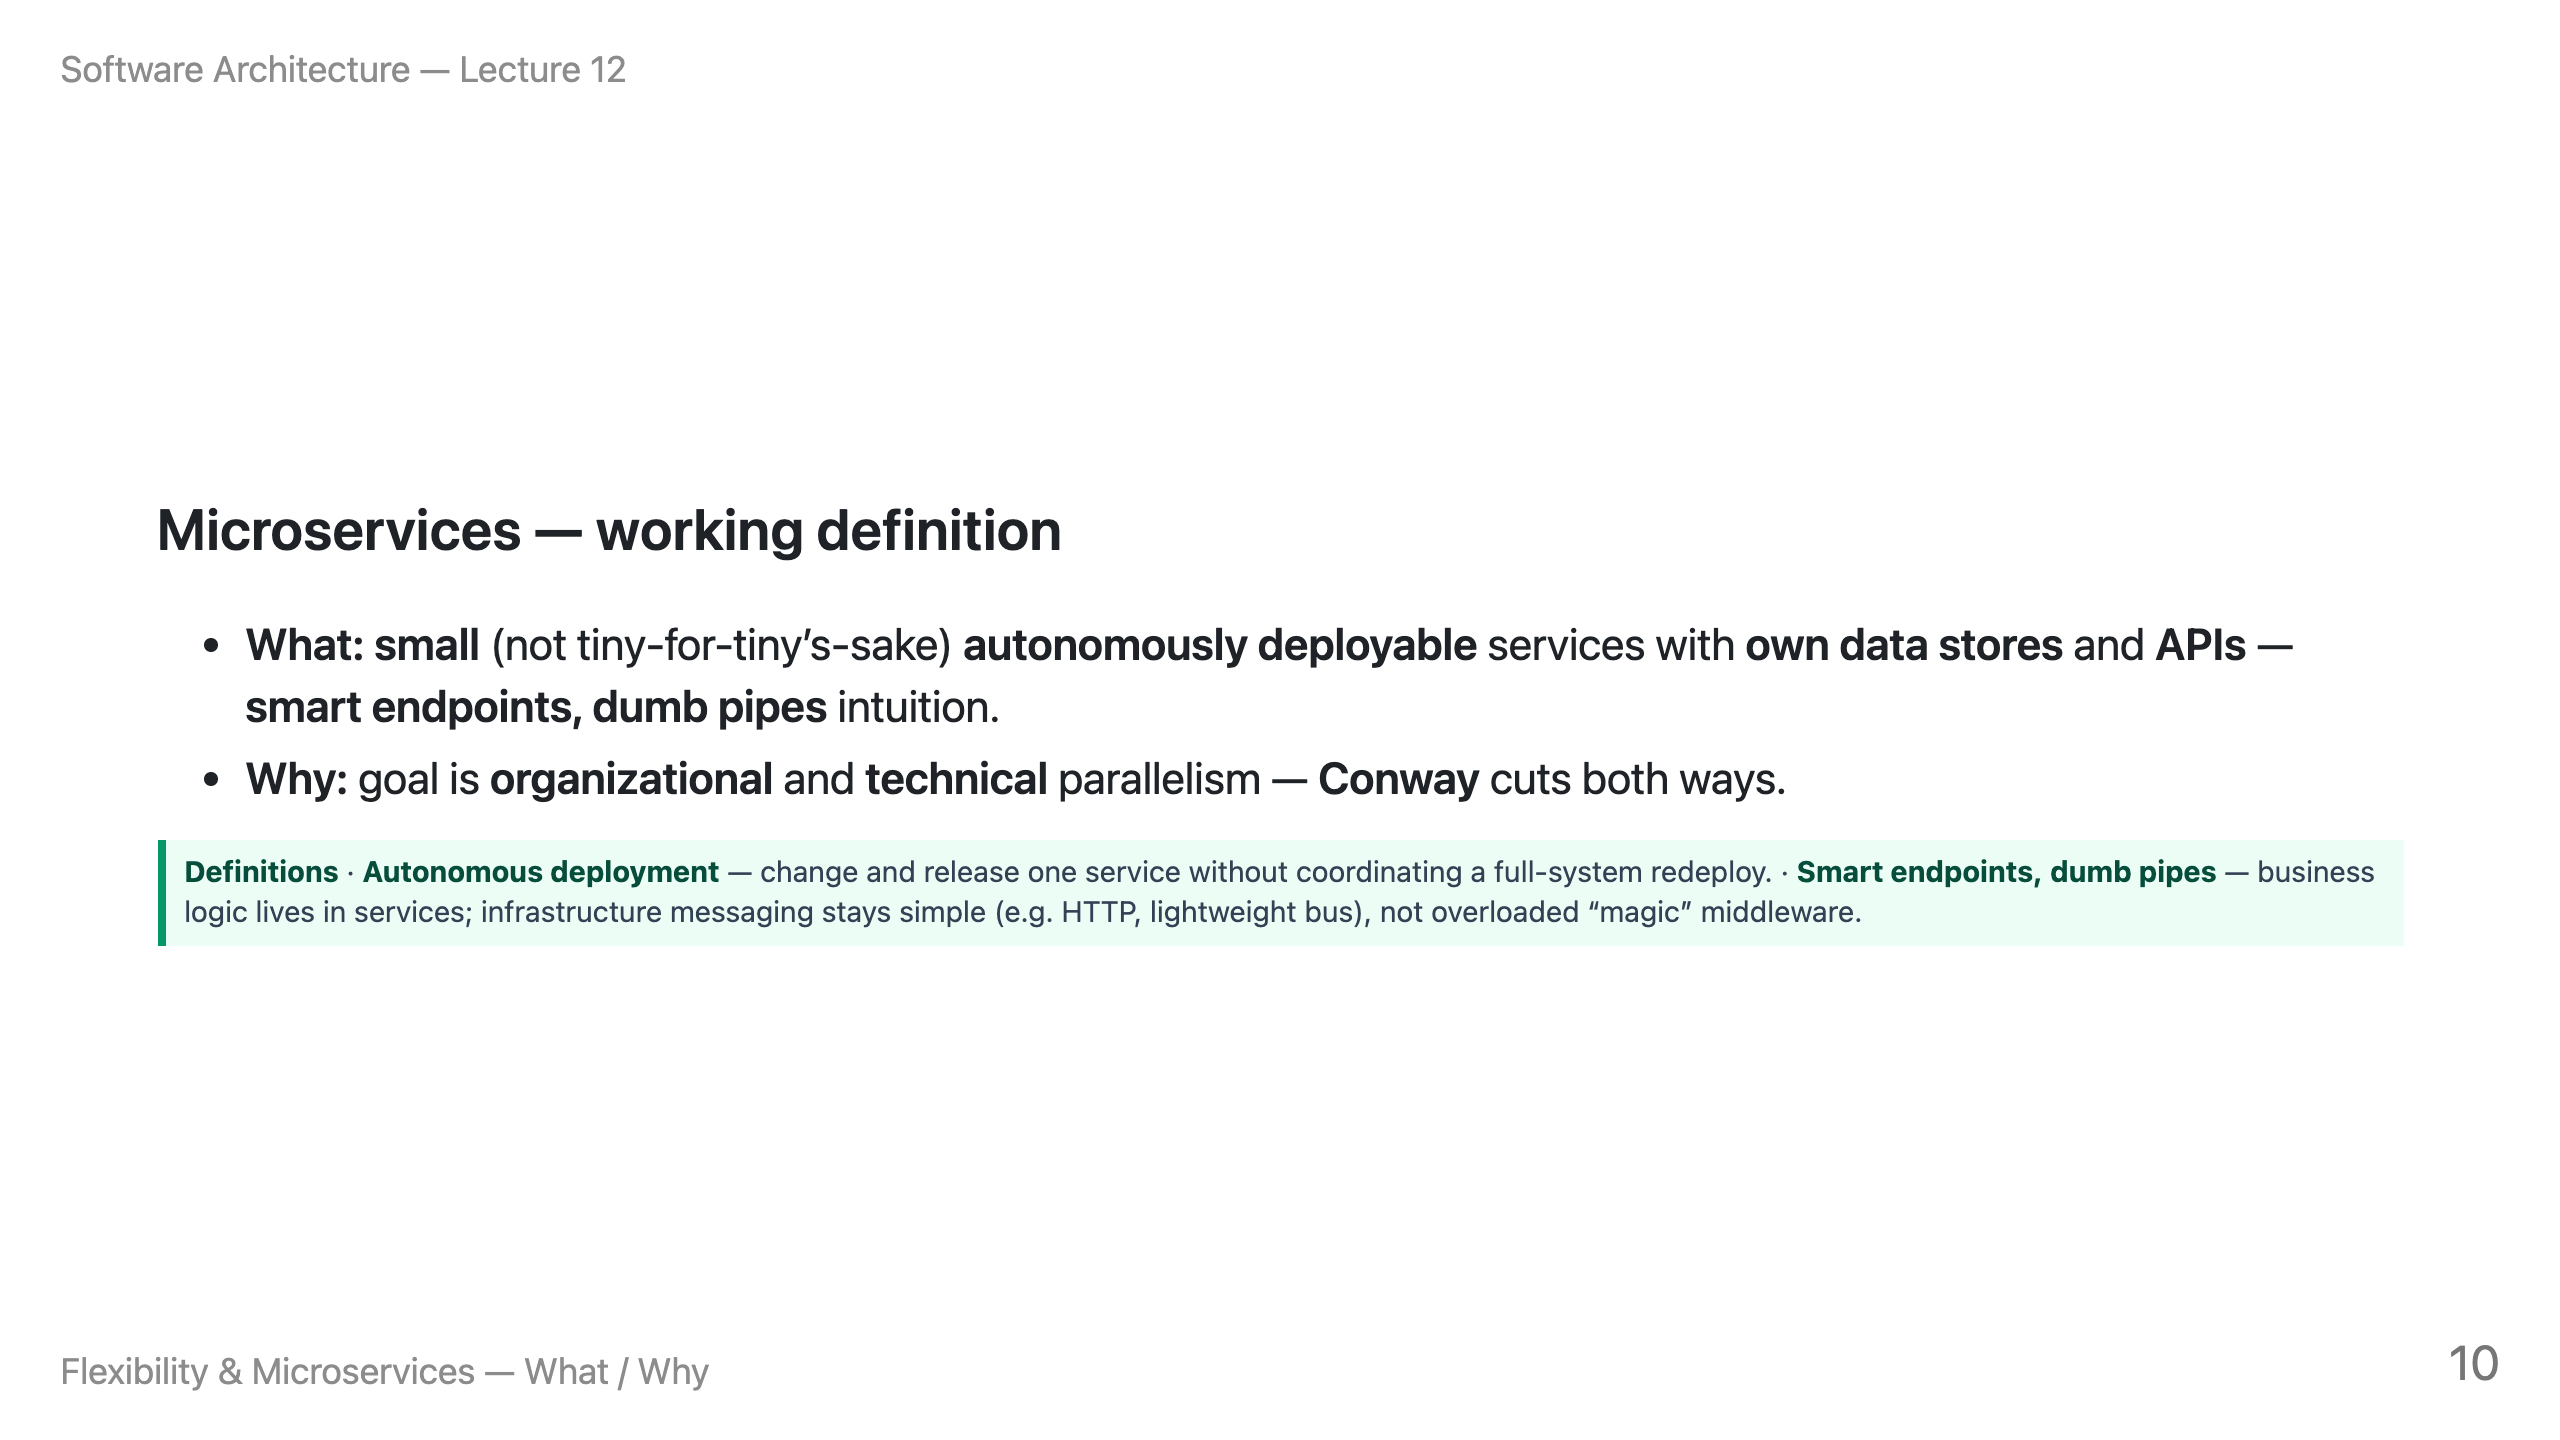 Software Architecture — Lecture 12
Microservices — working definition
• What: small (not tiny-for-tiny’s-sake) autonomously deployable services with own data stores and APIs —
smart endpoints, dumb pipes intuition.
• Why: goal is organizational and technical parallelism — Conway cuts both ways.
Definitions · Autonomous deployment — change and release one service without coordinating a full-system redeploy. · Smart endpoints, dumb pipes — business
logic lives in services; infrastructure messaging stays simple (e.g. HTTP, lightweight bus), not overloaded “magic” middleware.
Flexibility & Microservices — What / Why
10